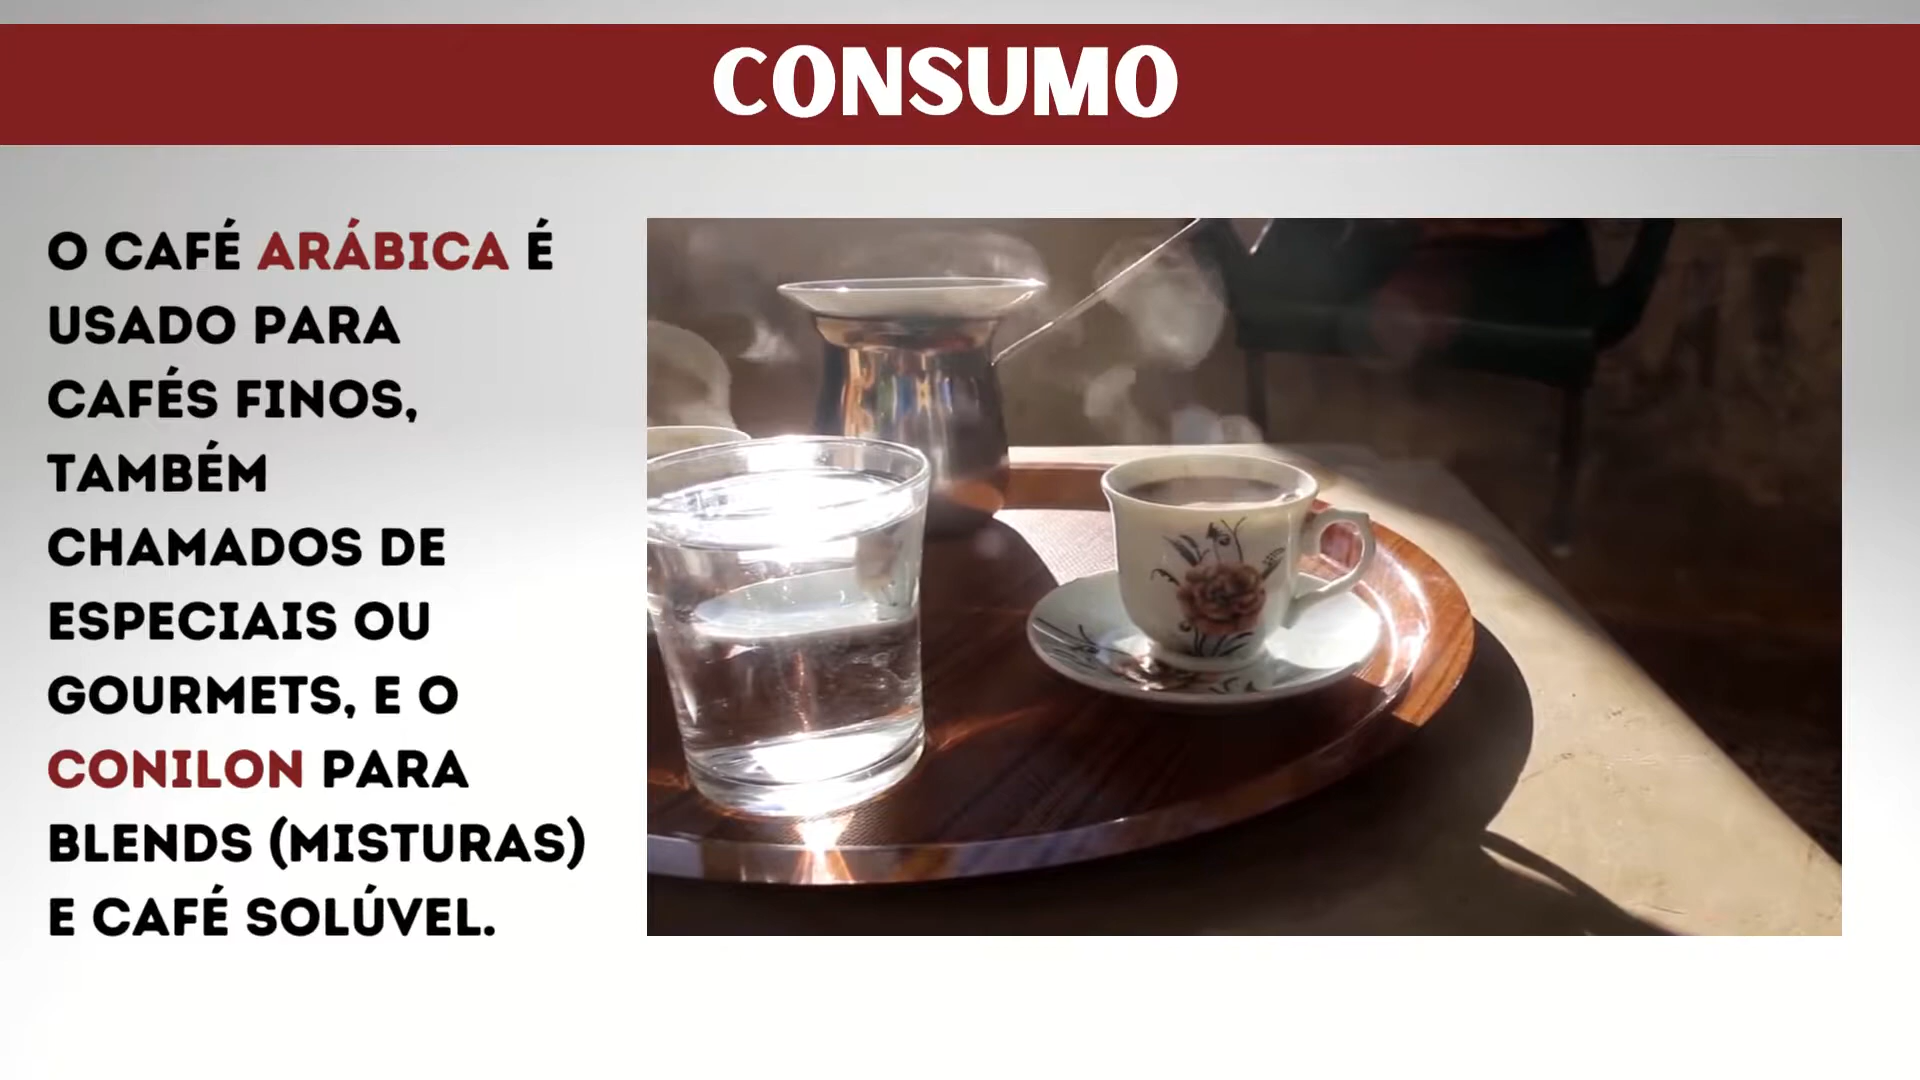 CONSUMO
O CAFÉ ARÁBICA É
USADO PARA
CAFÉS FINOS,
TAMBÉM
CHAMADOS DE
ESPECIAIS OU
GOURMETS, E O
CONILON PARA
BLENDS (MISTURAS)
E CAFÉ SOLÚVEL.